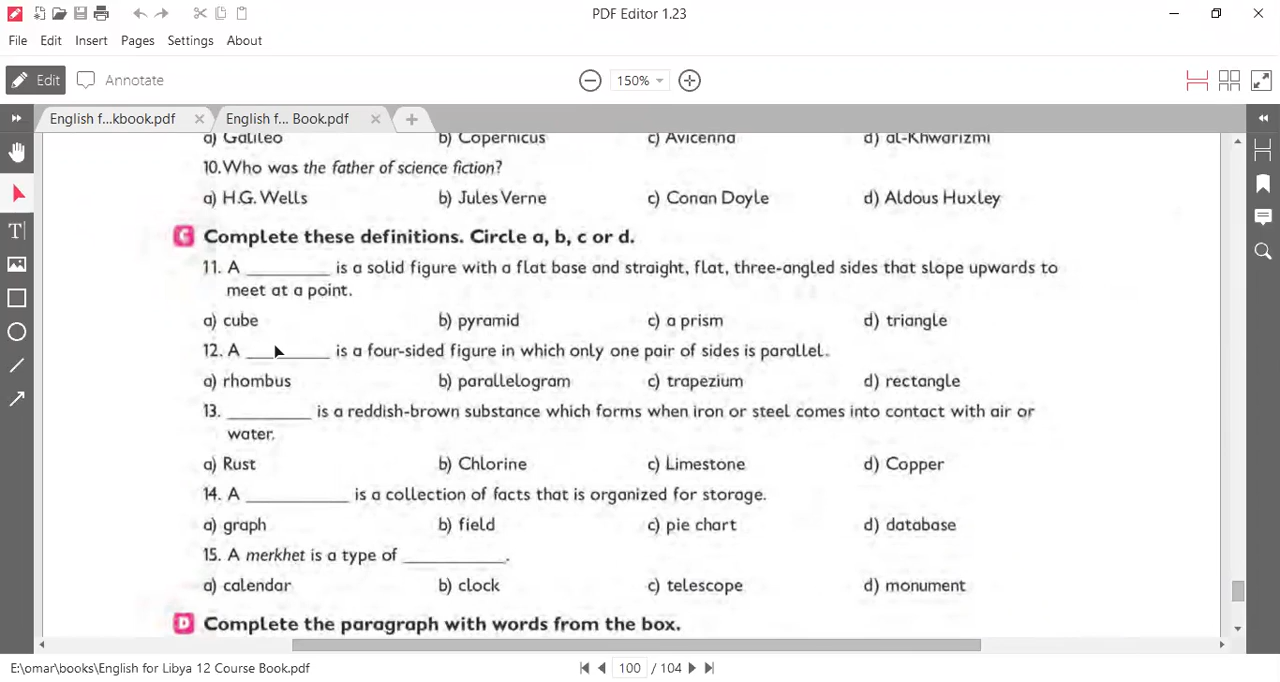 PDF Editor 1.23
File Edit Insert Pages Settings About
Edit Annotate 150%
English f...kbook.pdf English f... Book.pdf
a) Galileo b) Copernicus c) Avicenna d) al-Khwarizmi
10. Who was the father of science fiction?
a) H.G. Wells b) Jules Verne c) Conan Doyle d) Aldous Huxley
C Complete these definitions. Circle a, b, c or d.
11. A ________ is a solid figure with a flat base and straight, flat, three-angled sides that slope upwards to
meet at a point.
a) cube b) pyramid c) a prism d) triangle
12. A ________ is a four-sided figure in which only one pair of sides is parallel.
a) rhombus b) parallelogram c) trapezium d) rectangle
13. ________ is a reddish-brown substance which forms when iron or steel comes into contact with air or
water.
a) Rust b) Chlorine c) Limestone d) Copper
14. A __________ is a collection of facts that is organized for storage.
a) graph b) field c) pie chart d) database
15. A merkhet is a type of __________.
a) calendar b) clock c) telescope d) monument
D Complete the paragraph with words from the box.
E:\omar\books\English for Libya 12 Course Book.pdf 100 / 104